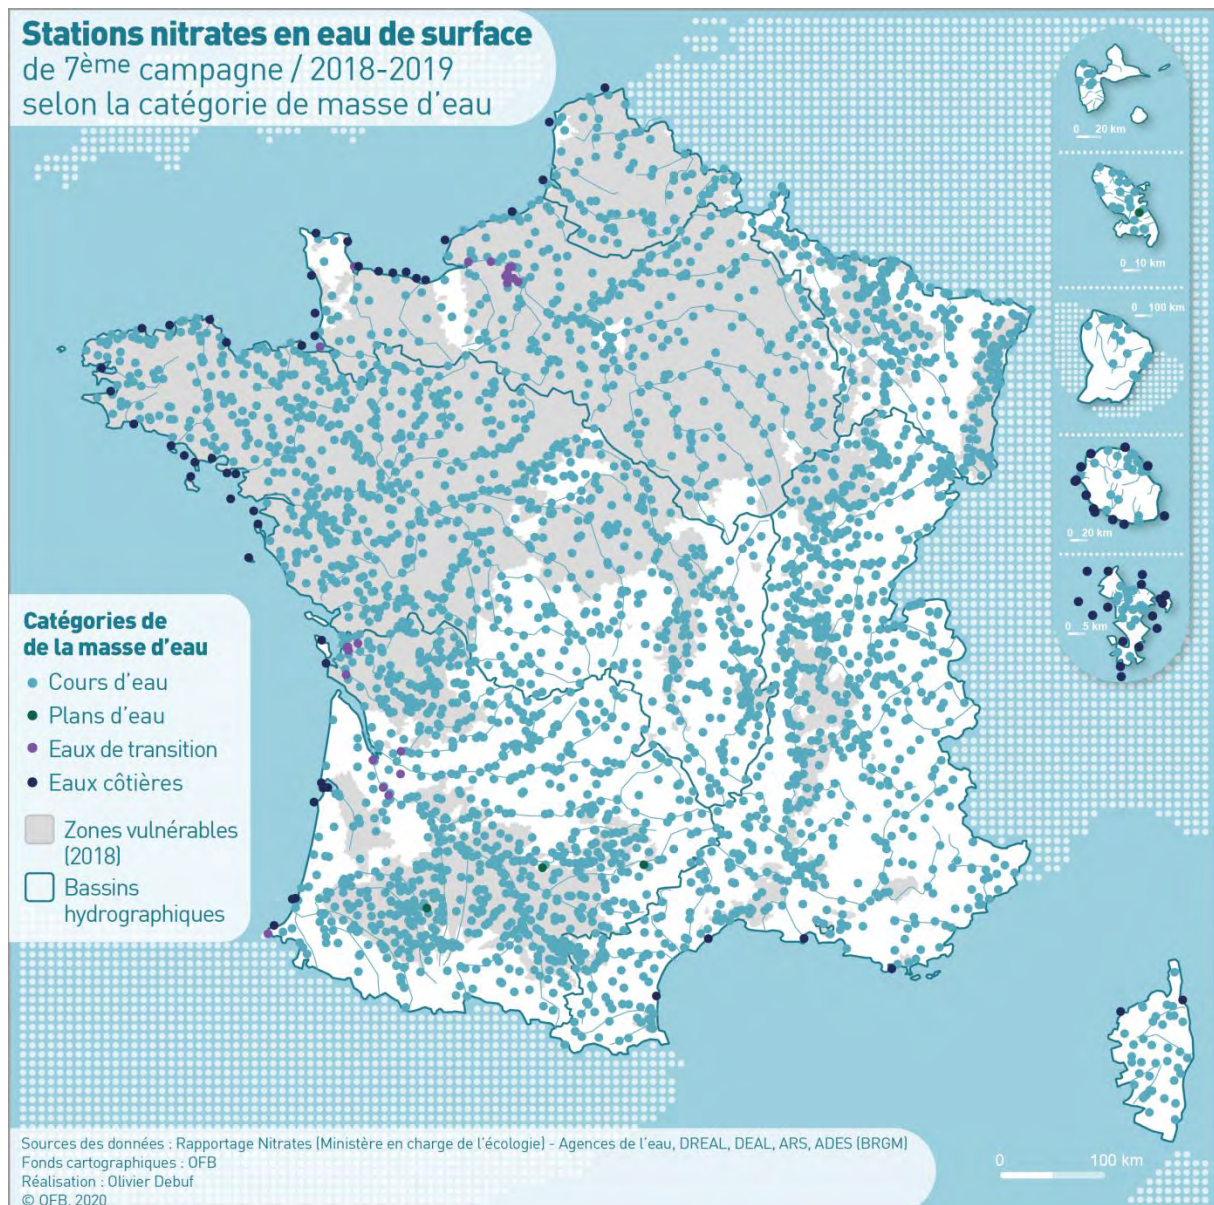 Stations nitrates en eau de surface
de 7ème campagne / 2018-2019
selon la catégorie de masse d'eau
0 20 km
0 10 km
0 100 km
0 20 km
0 5 km
Catégories de
de la masse d'eau
Cours d'eau
Plans d'eau
Eaux de transition
Eaux côtières
Zones vulnérables
(2018)
Bassins
hydrographiques
Sources des données : Rapportage Nitrates (Ministère en charge de l'écologie) - Agences de l'eau, DREAL, DEAL, ARS, ADES (BRGM)
Fonds cartographiques : OFB
Réalisation : Olivier Debuf
© OFB, 2020
0 100 km